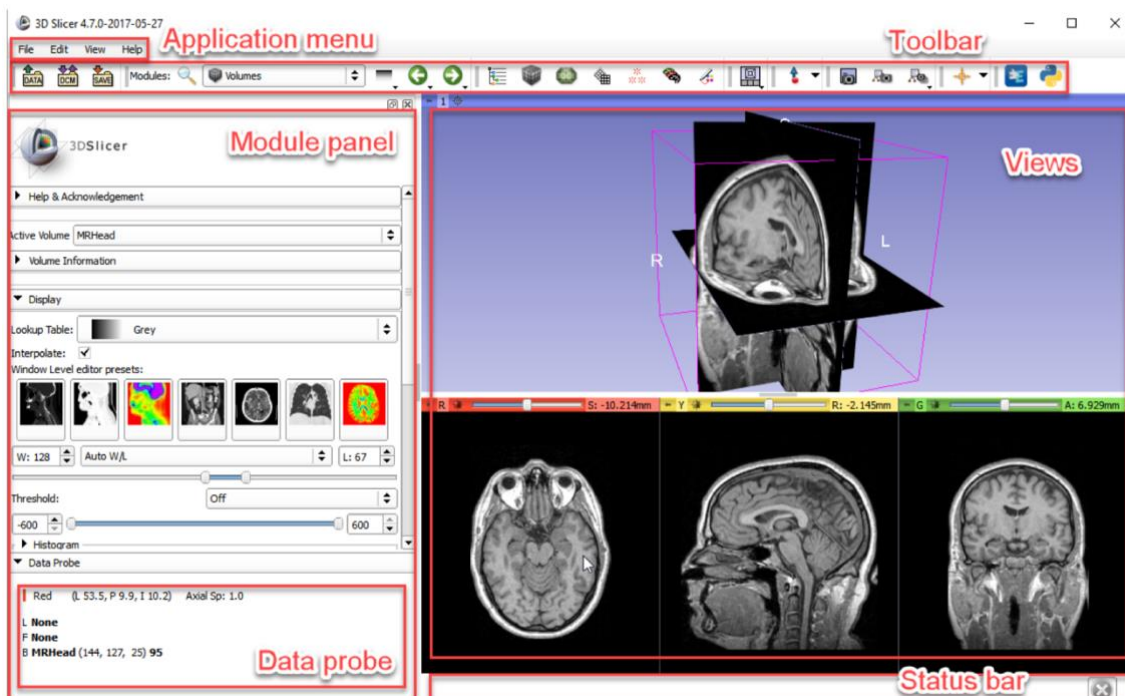 3D Slicer 4.7.0-2017-05-27
File Edit View Help
Application menu
Toolbar
DATA DCM SAVE Modules: Volumes
1
3DSlicer
Module panel
Views
Help & Acknowledgement
Active Volume MRHead
Volume Information
Display
Lookup Table: Grey
Interpolate:
Window Level editor presets:
W: 128 Auto W/L L: 67
Threshold: Off
-600 600
Histogram
Data Probe
Red (L 53.5, P 9.9, I 10.2) Axial Sp: 1.0
L None
F None
B MRHead (144, 127, 25) 95
Data probe
R
L
R S: -10.214mm
Y R: -2.145mm
G A: 6.929mm
Status bar